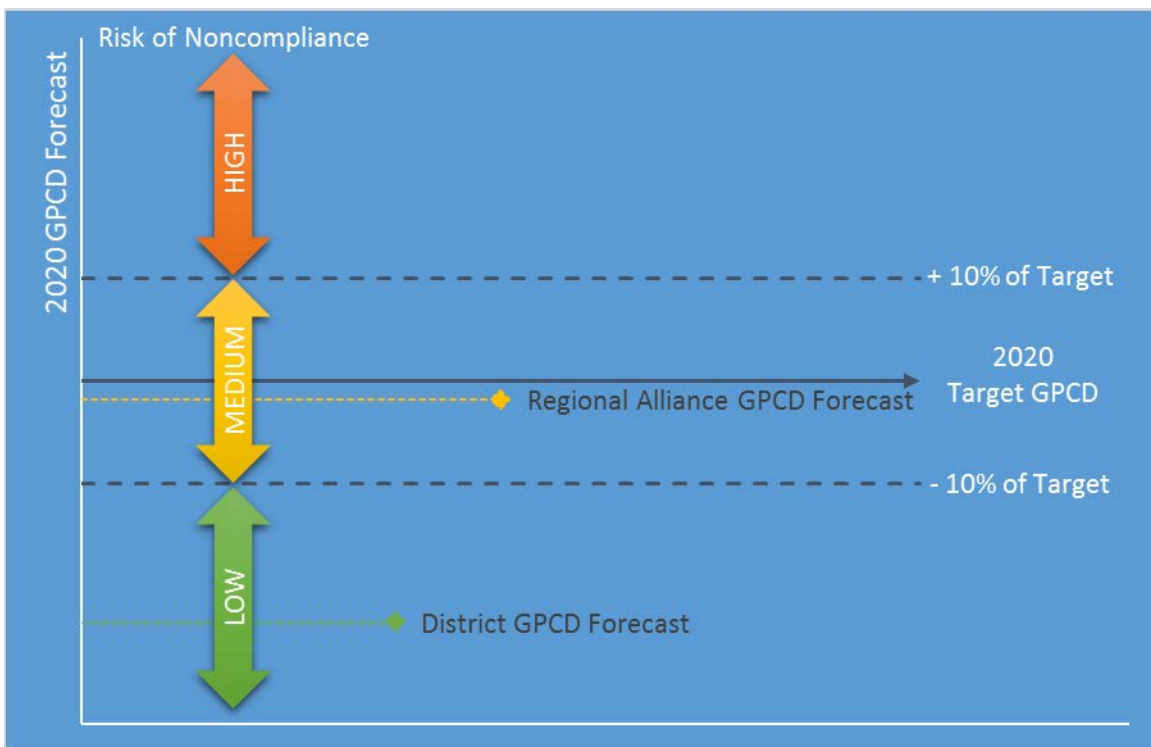 Risk of Noncompliance
2020 GPCD Forecast
HIGH
+ 10% of Target
MEDIUM
2020
Target GPCD
Regional Alliance GPCD Forecast
- 10% of Target
LOW
District GPCD Forecast